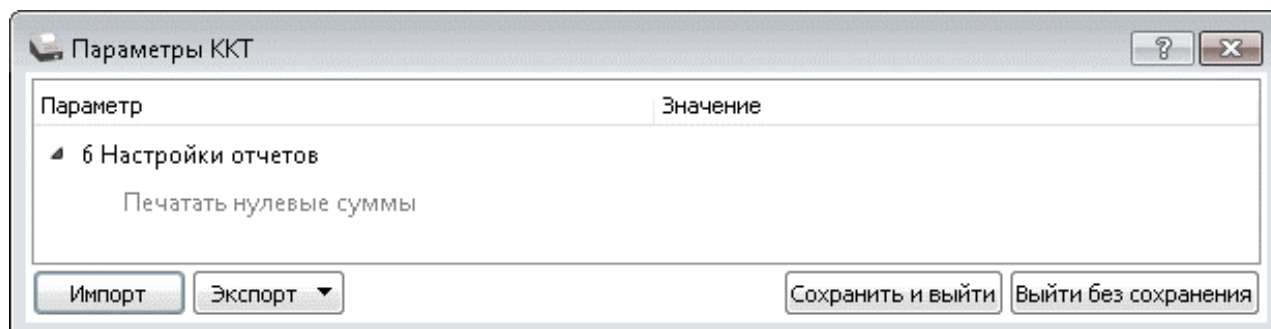 Параметры ККТ
Параметр Значение
6 Настройки отчетов
Печатать нулевые суммы
Импорт Экспорт Сохранить и выйти Выйти без сохранения